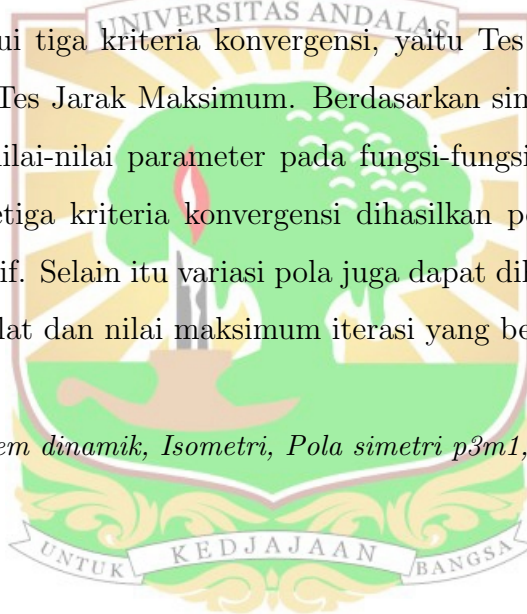 UNIVERSITAS ANDALAS
ui tiga kriteria konvergensi, yaitu Tes
Tes Jarak Maksimum. Berdasarkan sim
nilai-nilai parameter pada fungsi-fungsi
etiga kriteria konvergensi dihasilkan p
if. Selain itu variasi pola juga dapat dil
lat dan nilai maksimum iterasi yang be
em dinamik, Isometri, Pola simetri p3m1,
UNTUK KEDJAJAAN BANGSA